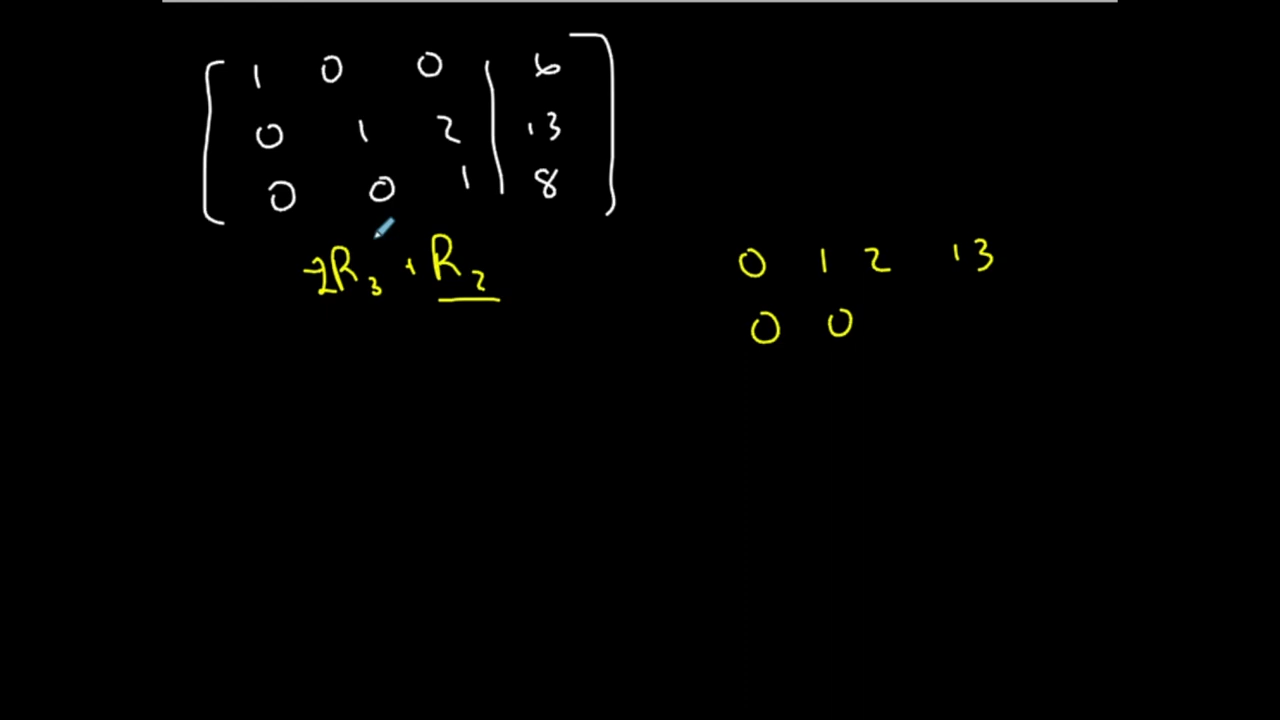 1 0 0 | 6
0 1 2 | 13
0 0 1 | 8
-2R3 + R2
0 1 2 13
0 0